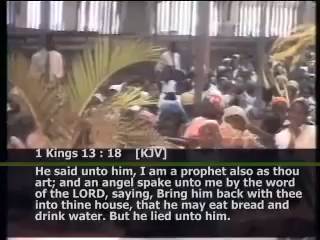 1 Kings 13 : 18 [KJV]
He said unto him, I am a prophet also as thou
art; and an angel spake unto me by the word
of the LORD, saying, Bring him back with thee
into thine house, that he may eat bread and
drink water. But he lied unto him.